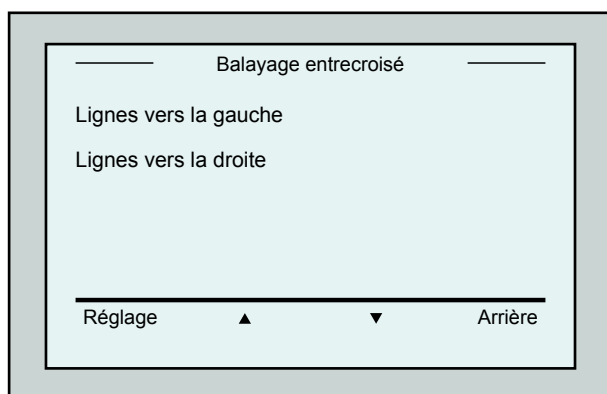 Balayage entrecroisé
Lignes vers la gauche
Lignes vers la droite
Réglage ▲ ▼ Arrière